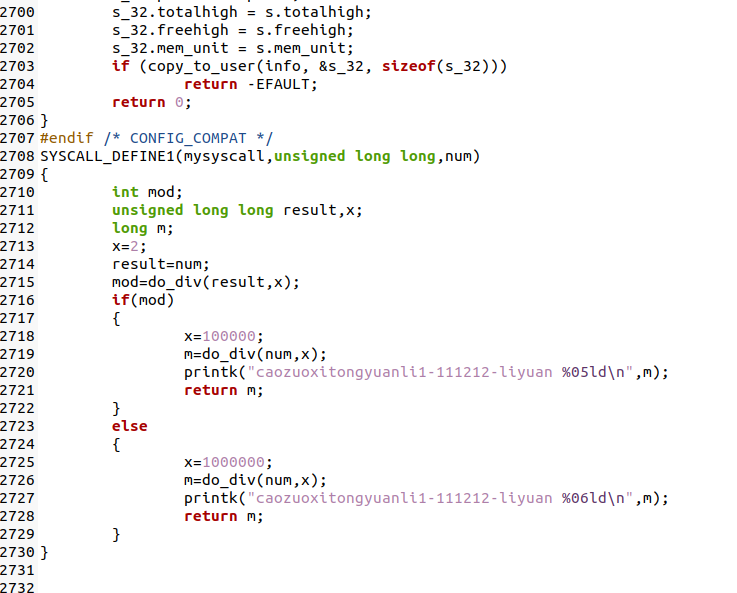 2700         s_32.totalhigh = s.totalhigh;
2701         s_32.freehigh = s.freehigh;
2702         s_32.mem_unit = s.mem_unit;
2703         if (copy_to_user(info, &s_32, sizeof(s_32)))
2704                 return -EFAULT;
2705         return 0;
2706 }
2707 #endif /* CONFIG_COMPAT */
2708 SYSCALL_DEFINE1(mysyscall,unsigned long long,num)
2709 {
2710         int mod;
2711         unsigned long long result,x;
2712         long m;
2713         x=2;
2714         result=num;
2715         mod=do_div(result,x);
2716         if(mod)
2717         {
2718                 x=100000;
2719                 m=do_div(num,x);
2720                 printk("caozuoxitongyuanli1-111212-liyuan %05ld\n",m);
2721                 return m;
2722         }
2723         else
2724         {
2725                 x=1000000;
2726                 m=do_div(num,x);
2727                 printk("caozuoxitongyuanli1-111212-liyuan %06ld\n",m);
2728                 return m;
2729         }
2730 }
2731
2732